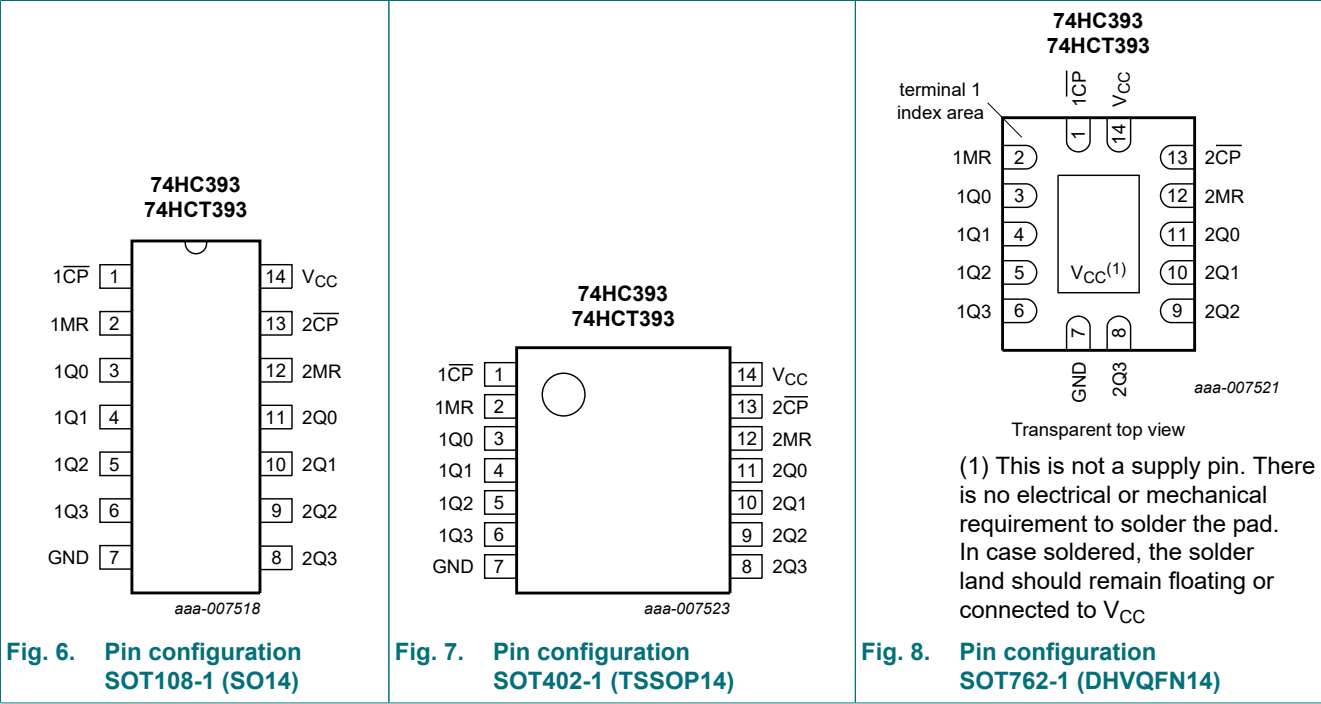 74HC393
74HCT393
1C̅P̅ 1
1MR 2
1Q0 3
1Q1 4
1Q2 5
1Q3 6
GND 7
14 VCC
13 2C̅P̅
12 2MR
11 2Q0
10 2Q1
9 2Q2
8 2Q3
aaa-007518
Fig. 6. Pin configuration
SOT108-1 (SO14)
74HC393
74HCT393
1C̅P̅ 1
1MR 2
1Q0 3
1Q1 4
1Q2 5
1Q3 6
GND 7
14 VCC
13 2C̅P̅
12 2MR
11 2Q0
10 2Q1
9 2Q2
8 2Q3
aaa-007523
Fig. 7. Pin configuration
SOT402-1 (TSSOP14)
74HC393
74HCT393
terminal 1
index area
1̅C̅P̅
VCC
1
14
1MR 2
1Q0 3
1Q1 4
1Q2 5
1Q3 6
13 2C̅P̅
12 2MR
11 2Q0
10 2Q1
9 2Q2
VCC(1)
7
8
GND
2Q3
aaa-007521
Transparent top view
(1) This is not a supply pin. There
is no electrical or mechanical
requirement to solder the pad.
In case soldered, the solder
land should remain floating or
connected to VCC
Fig. 8. Pin configuration
SOT762-1 (DHVQFN14)